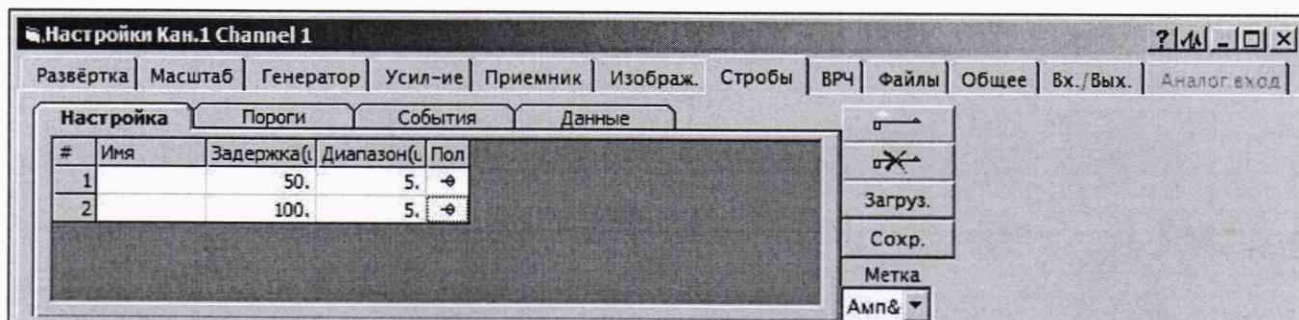 Настройки Кан.1 Channel 1
Развёртка Масштаб Генератор Усил-ие Приемник Изображ. Стробы ВРЧ Файлы Общее Вх./Вых. Аналог.вход
Настройка Пороги События Данные
# Имя Задержка( Диапазон( Пол
1 50. 5.
2 100. 5.
Загруз.
Сохр.
Метка
Амп&